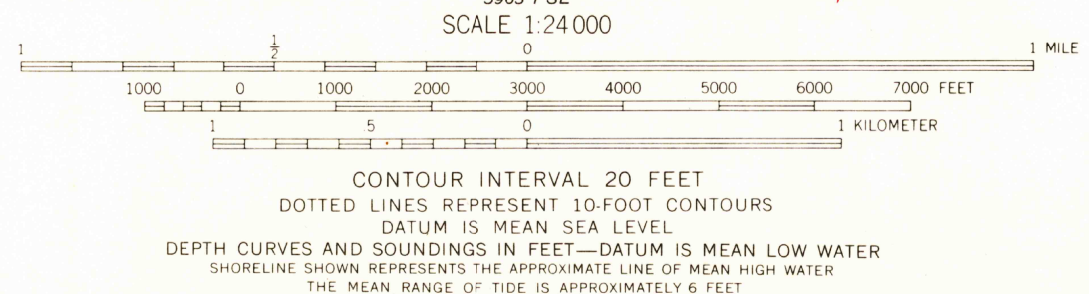 SCALE 1:24 000
1 ½ 0 1 MILE
1000 0 1000 2000 3000 4000 5000 6000 7000 FEET
1 .5 0 1 KILOMETER
CONTOUR INTERVAL 20 FEET
DOTTED LINES REPRESENT 10-FOOT CONTOURS
DATUM IS MEAN SEA LEVEL
DEPTH CURVES AND SOUNDINGS IN FEET—DATUM IS MEAN LOW WATER
SHORELINE SHOWN REPRESENTS THE APPROXIMATE LINE OF MEAN HIGH WATER
THE MEAN RANGE OF TIDE IS APPROXIMATELY 6 FEET